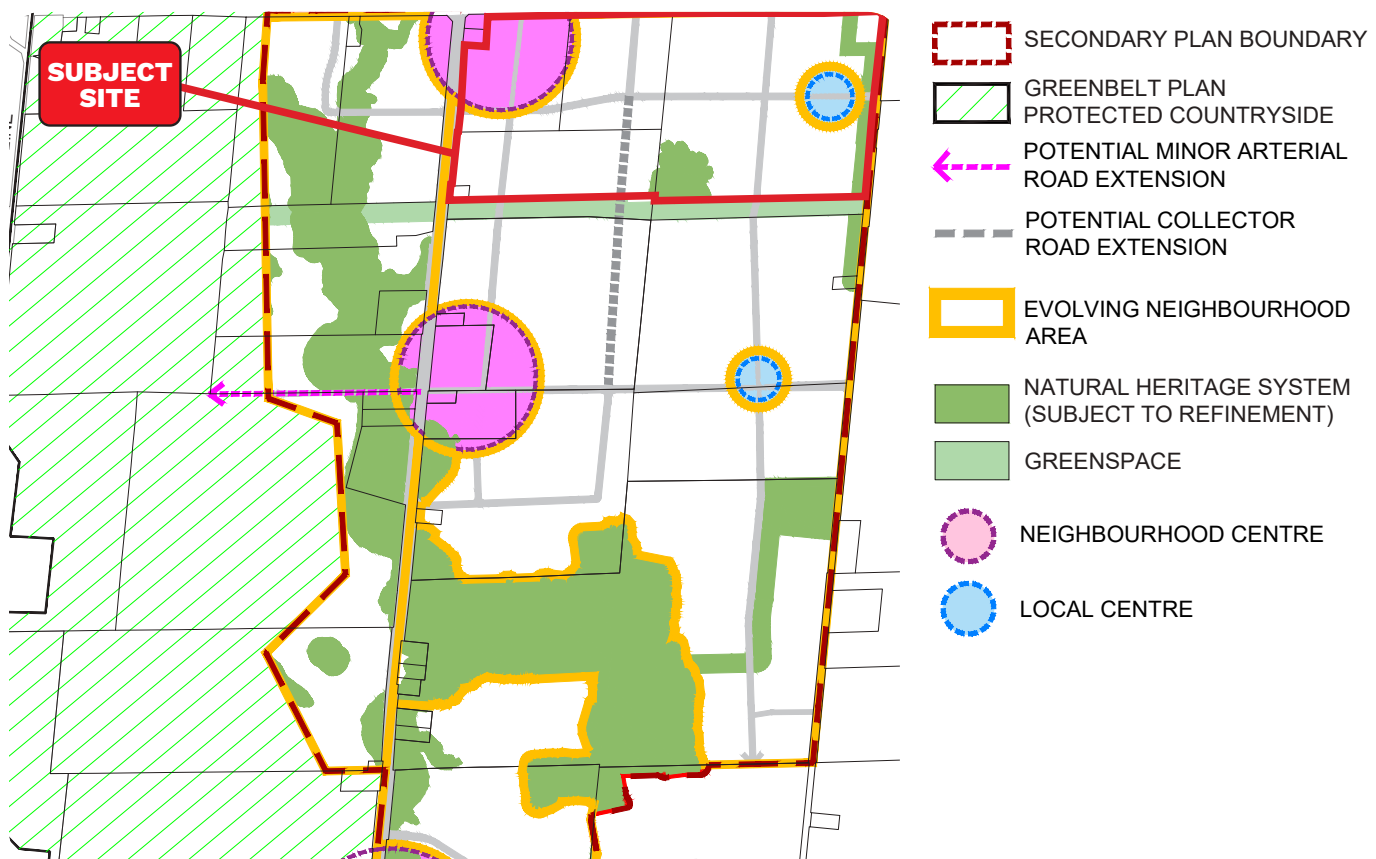 SUBJECT
SITE
SECONDARY PLAN BOUNDARY
GREENBELT PLAN
PROTECTED COUNTRYSIDE
POTENTIAL MINOR ARTERIAL
ROAD EXTENSION
POTENTIAL COLLECTOR
ROAD EXTENSION
EVOLVING NEIGHBOURHOOD
AREA
NATURAL HERITAGE SYSTEM
(SUBJECT TO REFINEMENT)
GREENSPACE
NEIGHBOURHOOD CENTRE
LOCAL CENTRE